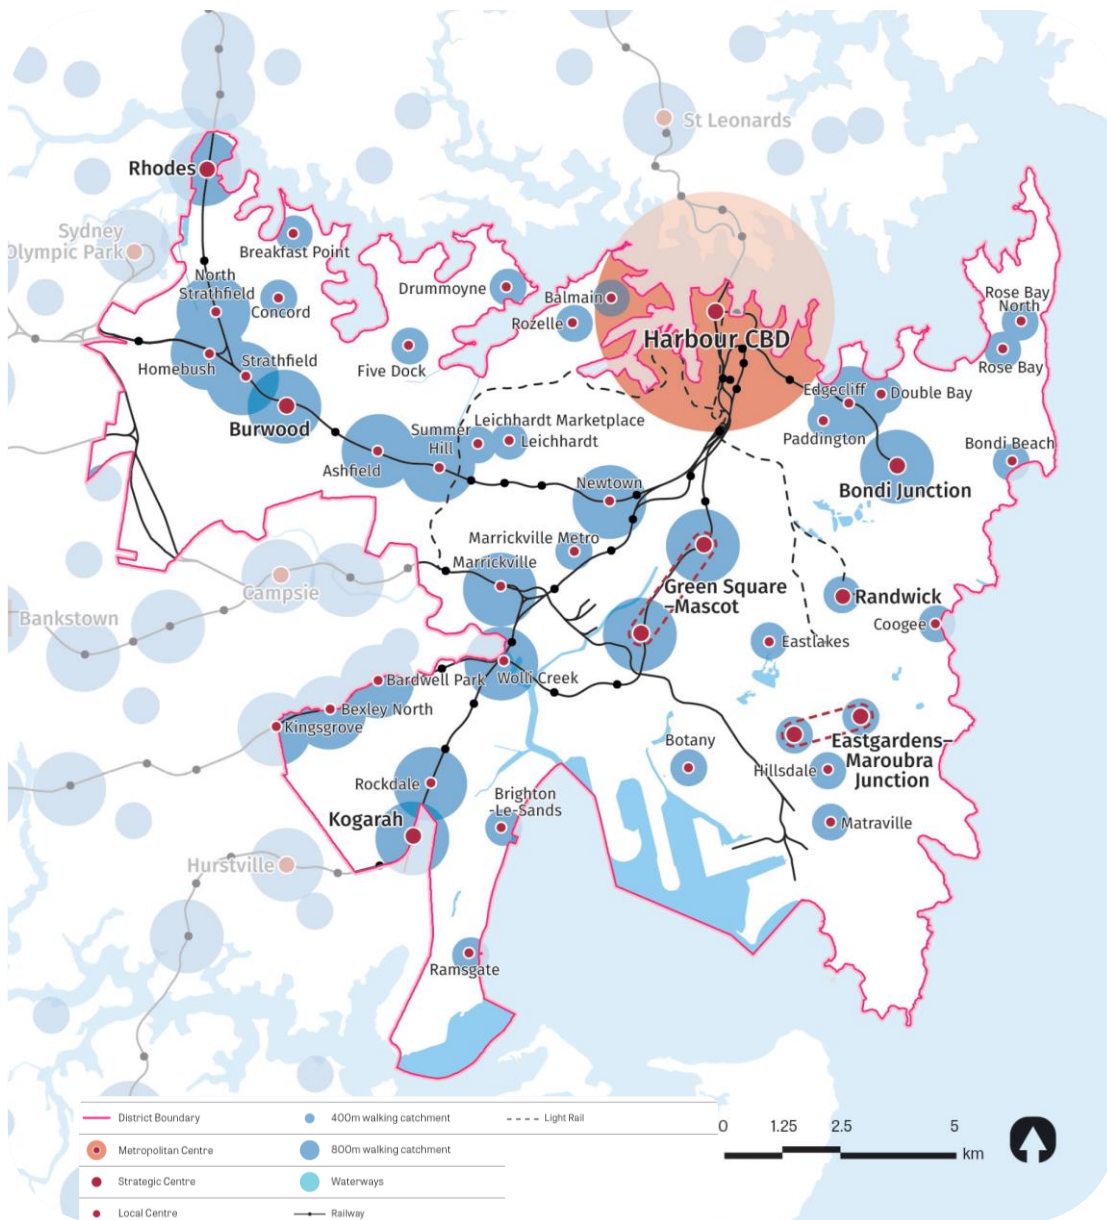 St Leonards
Rhodes
Sydney
Olympic Park
Breakfast Point
North
Strathfield
Concord
Drummoyne
Balmain
Rozelle
Harbour CBD
Rose Bay
North
Rose Bay
Homebush
Strathfield
Five Dock
Edgecliff
Double Bay
Burwood
Summer
Hill
Leichhardt Marketplace
Leichhardt
Paddington
Bondi Beach
Ashfield
Newtown
Bondi Junction
Marrickville Metro
Marrickville
Campsie
Green Square
–Mascot
Randwick
Bankstown
Coogee
Eastlakes
Bardwell Park
Wolli Creek
Bexley North
Kingsgrove
Botany
Eastgardens–
Maroubra
Junction
Hillsdale
Rockdale
Brighton
-Le-Sands
Kogarah
Matraville
Hurstville
Ramsgate
District Boundary
400m walking catchment
Light Rail
Metropolitan Centre
800m walking catchment
Strategic Centre
Waterways
Local Centre
Railway
0 1.25 2.5 5
km